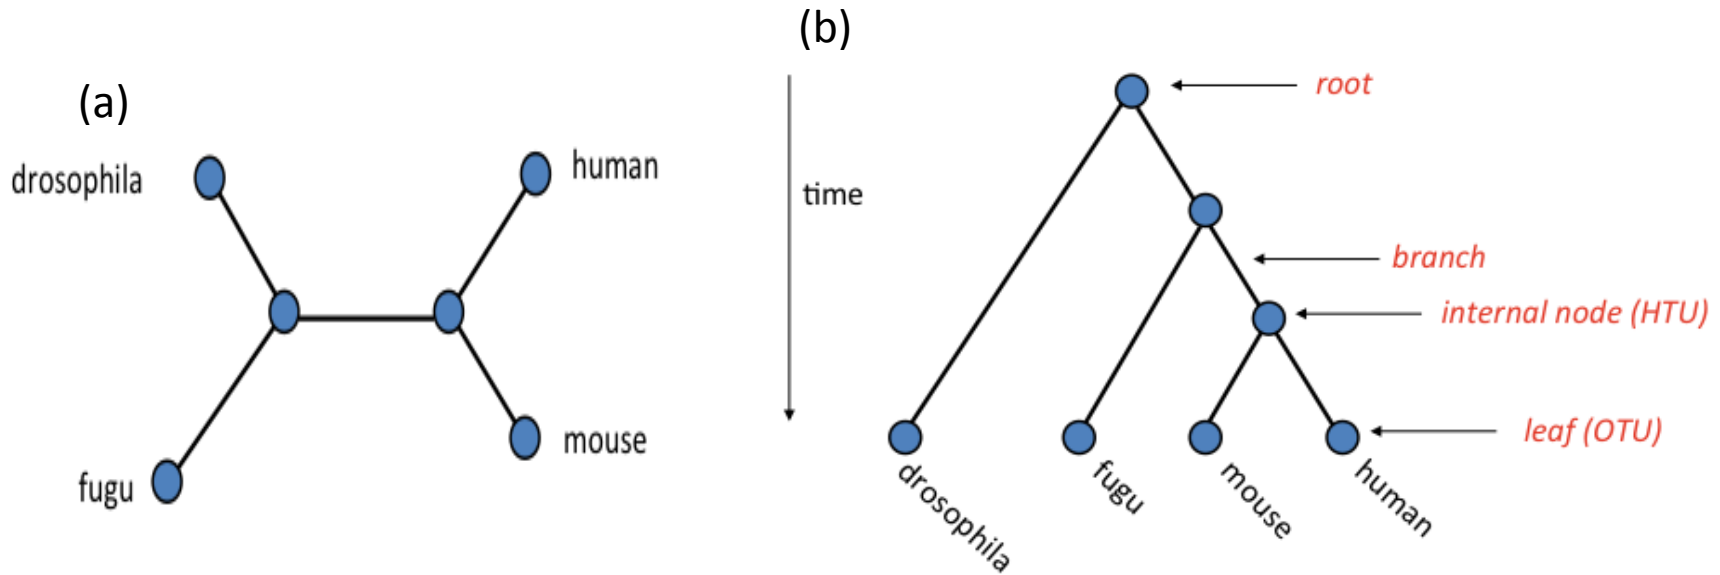 (a)
drosophila
human
fugu
mouse
(b)
time
root
branch
internal node (HTU)
leaf (OTU)
drosophila
fugu
mouse
human